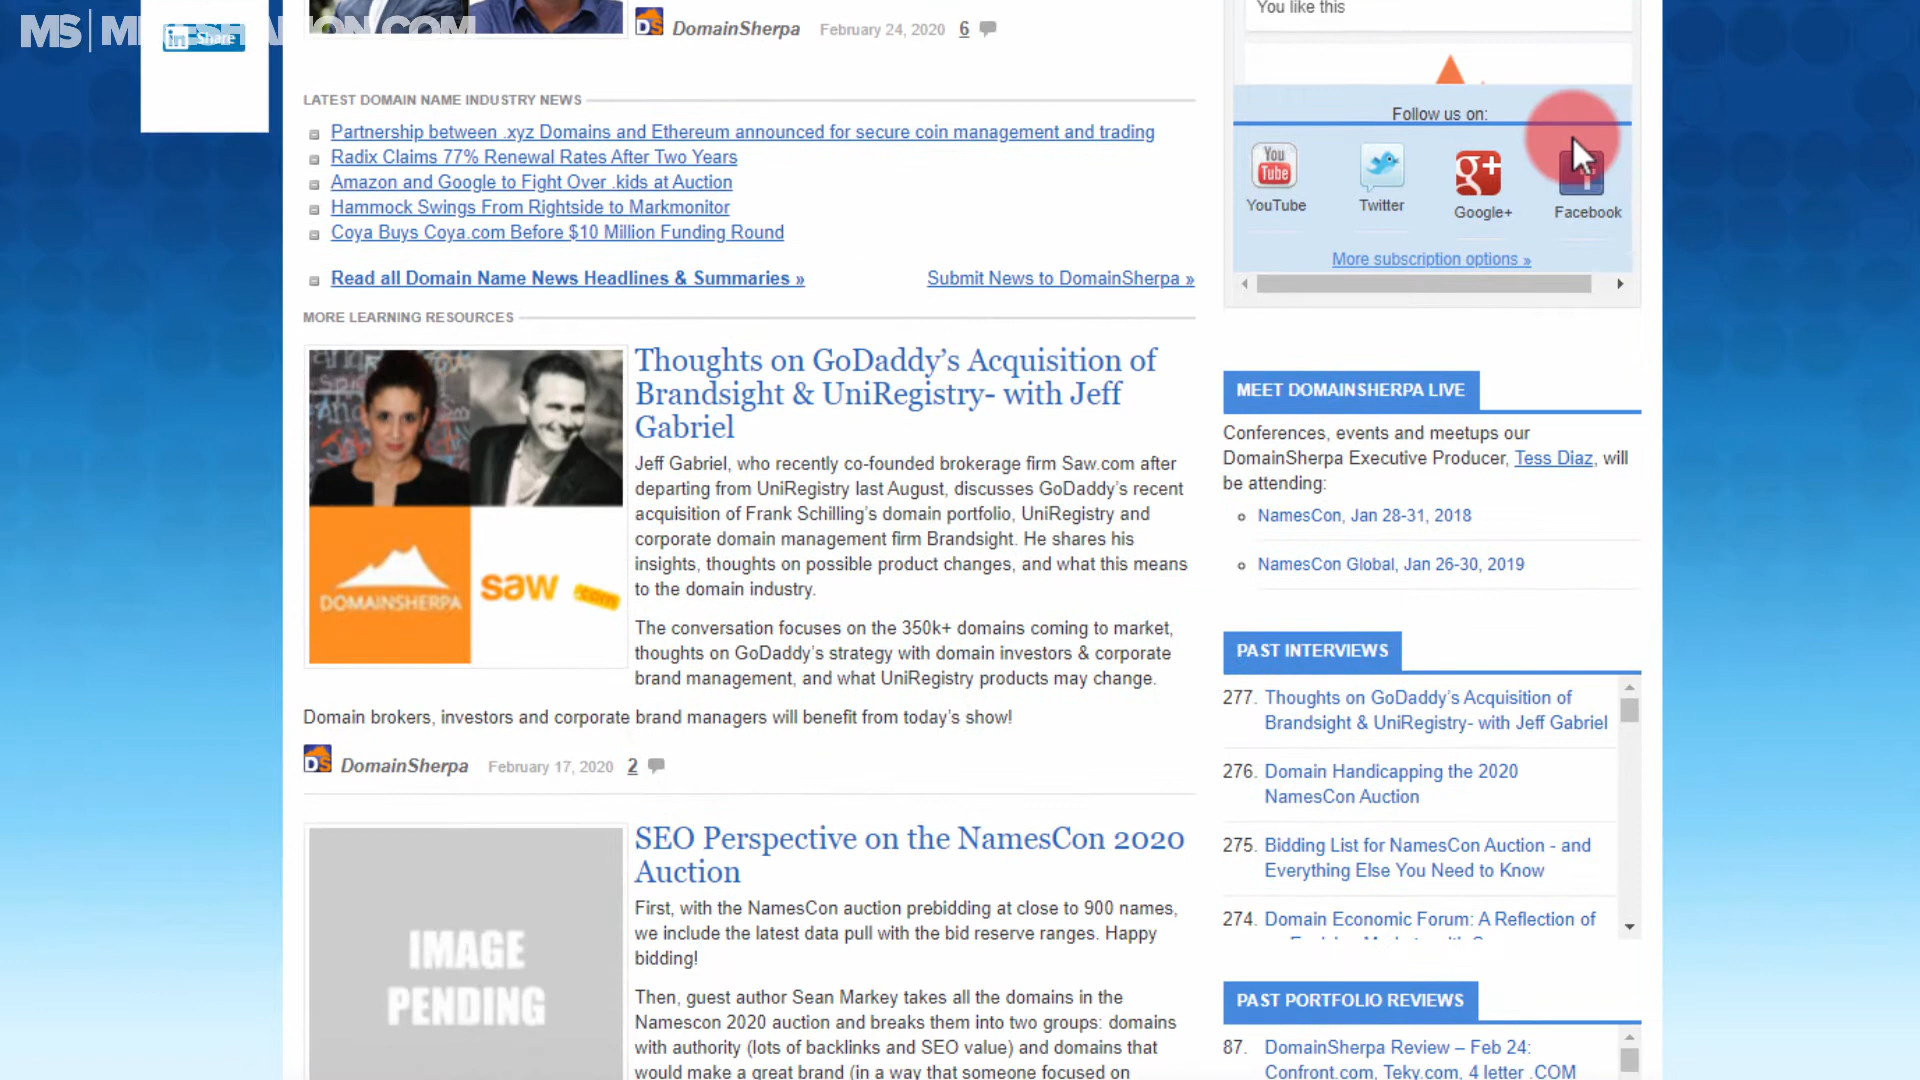 MS
Share
DomainSherpa February 24, 2020 6
LATEST DOMAIN NAME INDUSTRY NEWS
Partnership between .xyz Domains and Ethereum announced for secure coin management and trading
Radix Claims 77% Renewal Rates After Two Years
Amazon and Google to Fight Over .kids at Auction
Hammock Swings From Rightside to Markmonitor
Coya Buys Coya.com Before $10 Million Funding Round
Read all Domain Name News Headlines & Summaries »
Submit News to DomainSherpa »
MORE LEARNING RESOURCES
Thoughts on GoDaddy's Acquisition of
Brandsight & UniRegistry- with Jeff
Gabriel
Jeff Gabriel, who recently co-founded brokerage firm Saw.com after
departing from UniRegistry last August, discusses GoDaddy's recent
acquisition of Frank Schilling's domain portfolio, UniRegistry and
corporate domain management firm Brandsight. He shares his
insights, thoughts on possible product changes, and what this means
to the domain industry.
DOMAINSHERPA
saw .com
The conversation focuses on the 350k+ domains coming to market,
thoughts on GoDaddy's strategy with domain investors & corporate
brand management, and what UniRegistry products may change.
Domain brokers, investors and corporate brand managers will benefit from today's show!
DS
DomainSherpa February 17, 2020 2
IMAGE
PENDING
SEO Perspective on the NamesCon 2020
Auction
First, with the NamesCon auction prebidding at close to 900 names,
we include the latest data pull with the bid reserve ranges. Happy
bidding!
Then, guest author Sean Markey takes all the domains in the
Namescon 2020 auction and breaks them into two groups: domains
with authority (lots of backlinks and SEO value) and domains that
would make a great brand (in a way that someone focused on
You like this
Follow us on:
You
Tube
g+
YouTube
Twitter
Google+
Facebook
More subscription options »
MEET DOMAINSHERPA LIVE
Conferences, events and meetups our
DomainSherpa Executive Producer, Tess Diaz, will
be attending:
NamesCon, Jan 28-31, 2018
NamesCon Global, Jan 26-30, 2019
PAST INTERVIEWS
277. Thoughts on GoDaddy's Acquisition of
Brandsight & UniRegistry- with Jeff Gabriel
276. Domain Handicapping the 2020
NamesCon Auction
275. Bidding List for NamesCon Auction - and
Everything Else You Need to Know
274. Domain Economic Forum: A Reflection of
PAST PORTFOLIO REVIEWS
87. DomainSherpa Review – Feb 24:
Confront.com, Teky.com, 4 letter .COM